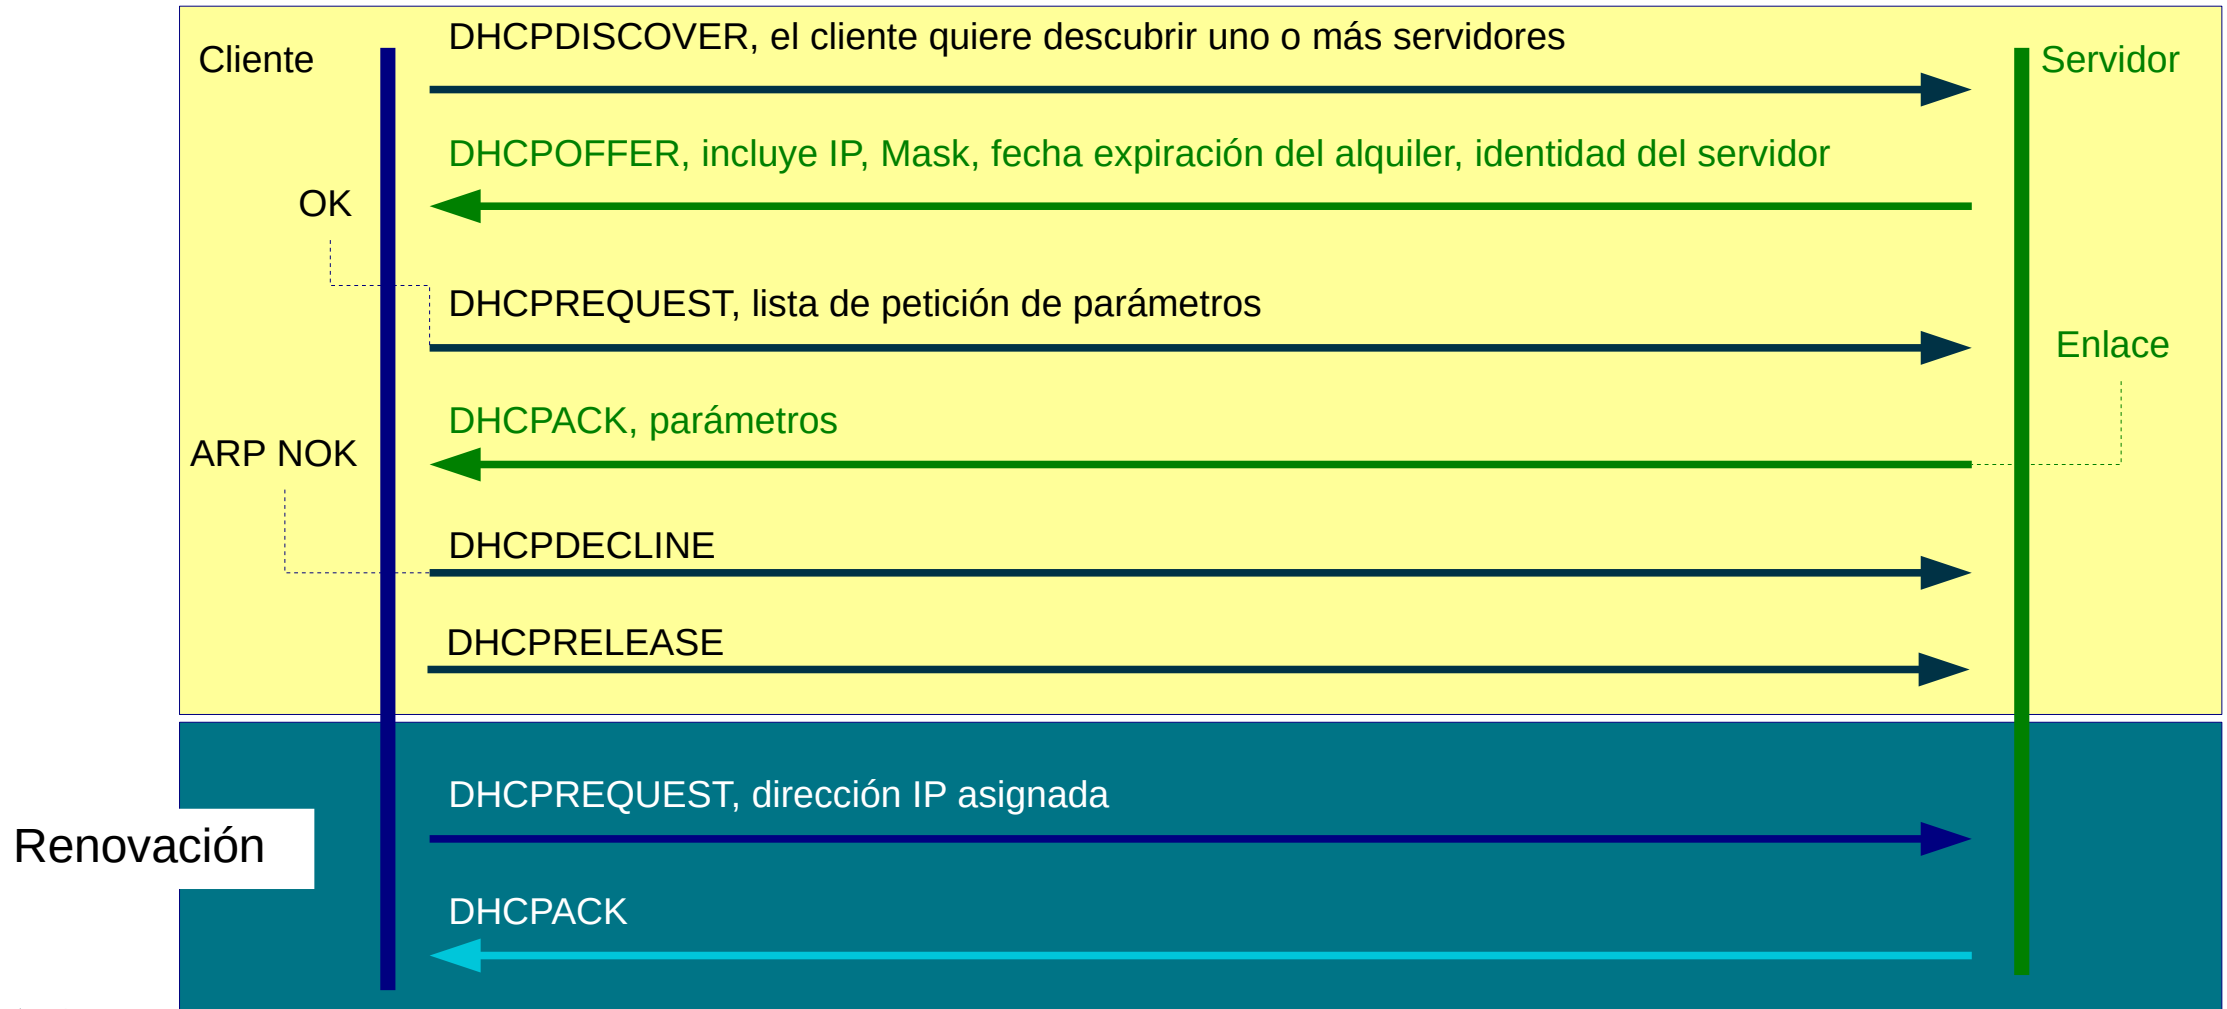 DHCPDISCOVER, el cliente quiere descubrir uno o más servidores
Cliente
Servidor
DHCPOFFER, incluye IP, Mask, fecha expiración del alquiler, identidad del servidor
OK
DHCPREQUEST, lista de petición de parámetros
Enlace
DHCPACK, parámetros
ARP NOK
DHCPDECLINE
DHCPRELEASE
DHCPREQUEST, dirección IP asignada
Renovación
DHCPACK